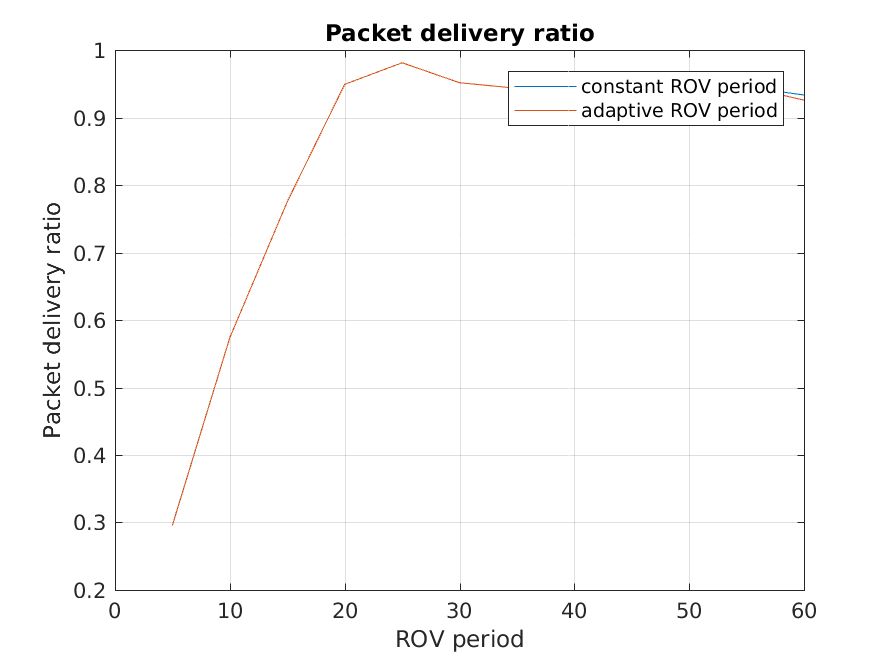 Packet delivery ratio
constant ROV period
adaptive ROV period
Packet delivery ratio
1
0.9
0.8
0.7
0.6
0.5
0.4
0.3
0.2
0 10 20 30 40 50 60
ROV period